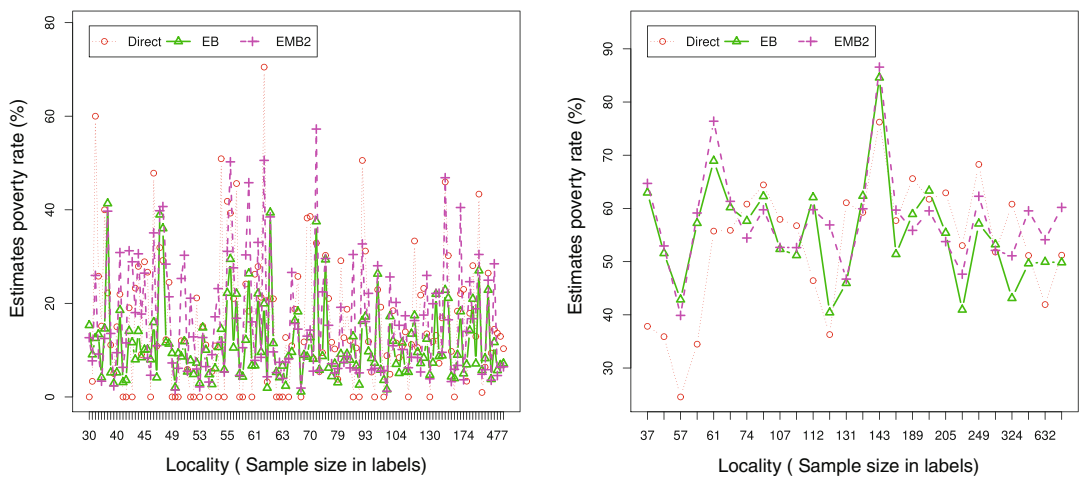 Direct EB EMB2
Estimates poverty rate (%)
80
60
40
20
0
30 40 45 49 53 55 61 63 70 79 93 104 130 174 477
Locality ( Sample size in labels)
Direct EB EMB2
Estimates poverty rate (%)
90
80
70
60
50
40
30
37 57 61 74 107 112 131 143 189 205 249 324 632
Locality ( Sample size in labels)